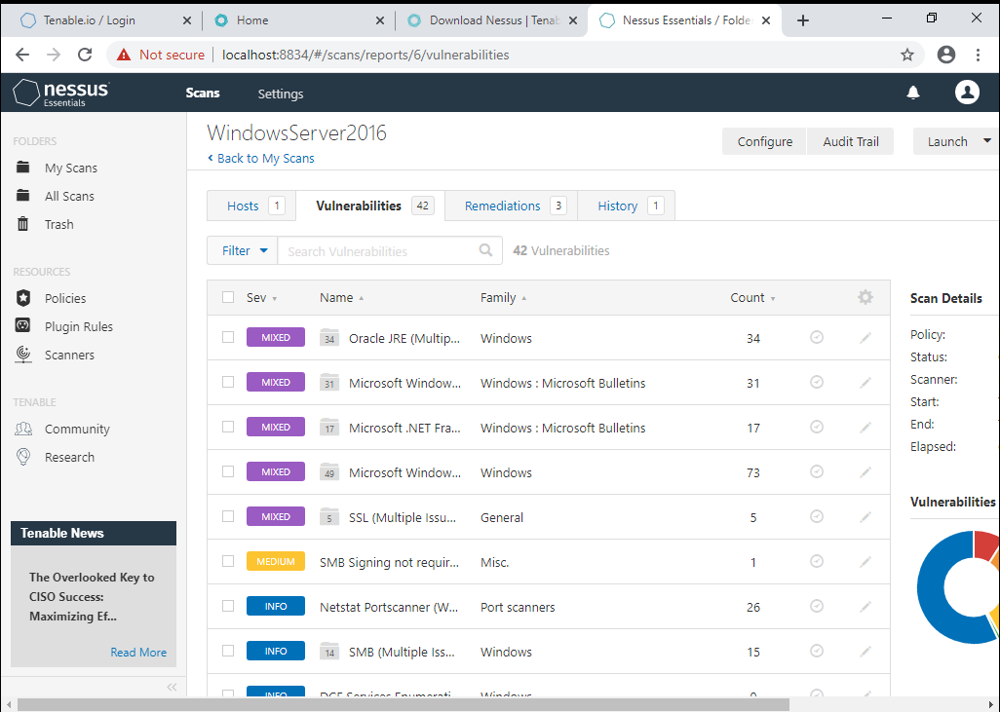 Tenable.io / Login
Home
Download Nessus | Tenab
Nessus Essentials / Folde
Not secure
localhost:8834/#/scans/reports/6/vulnerabilities
nessus
Essentials
Scans
Settings
FOLDERS
My Scans
All Scans
Trash
RESOURCES
Policies
Plugin Rules
Scanners
TENABLE
Community
Research
Tenable News
The Overlooked Key to
CISO Success:
Maximizing Ef...
Read More
WindowsServer2016
Back to My Scans
Configure
Audit Trail
Launch
Hosts 1
Vulnerabilities 42
Remediations 3
History 1
Filter
Search Vulnerabilities
42 Vulnerabilities
Sev Name Family Count
MIXED 34 Oracle JRE (Multip... Windows 34
MIXED 31 Microsoft Window... Windows : Microsoft Bulletins 31
MIXED 17 Microsoft .NET Fra... Windows : Microsoft Bulletins 17
MIXED 49 Microsoft Window... Windows 73
MIXED 5 SSL (Multiple Issu... General 5
MEDIUM SMB Signing not requir... Misc. 1
INFO Netstat Portscanner (W... Port scanners 26
INFO 14 SMB (Multiple Iss... Windows 15
INFO DCE Services Enumerati... Windows
Scan Details
Policy:
Status:
Scanner:
Start:
End:
Elapsed:
Vulnerabilities